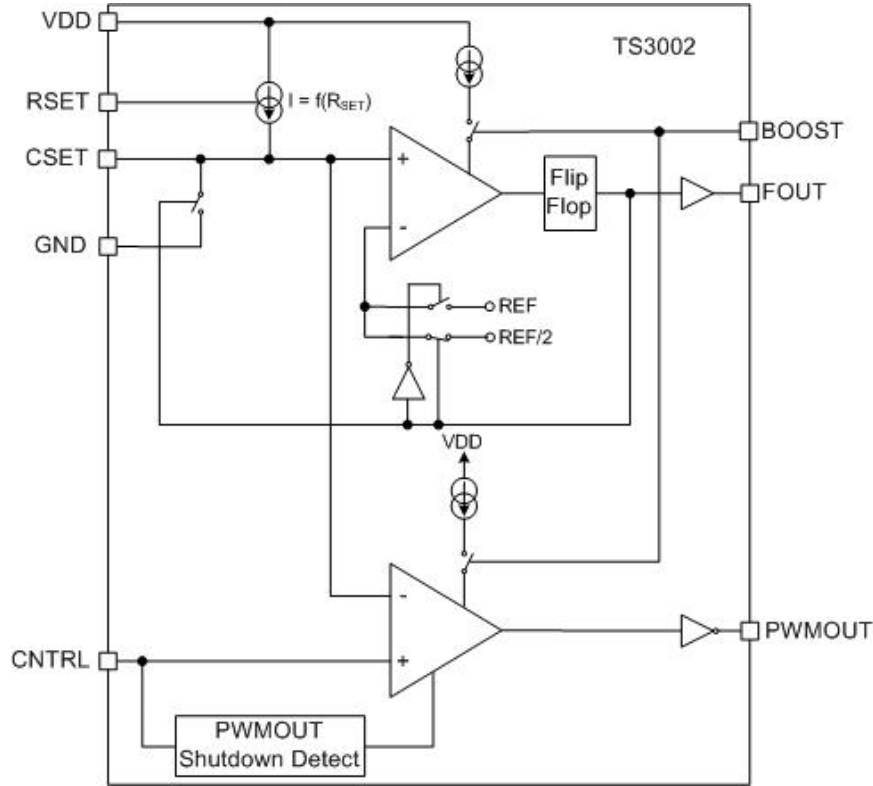 VDD
TS3002
RSET
I = f(RSET)
BOOST
CSET
+
Flip
Flop
FOUT
-
GND
REF
REF/2
VDD
-
PWMOUT
CNTRL
+
PWMOUT
Shutdown Detect